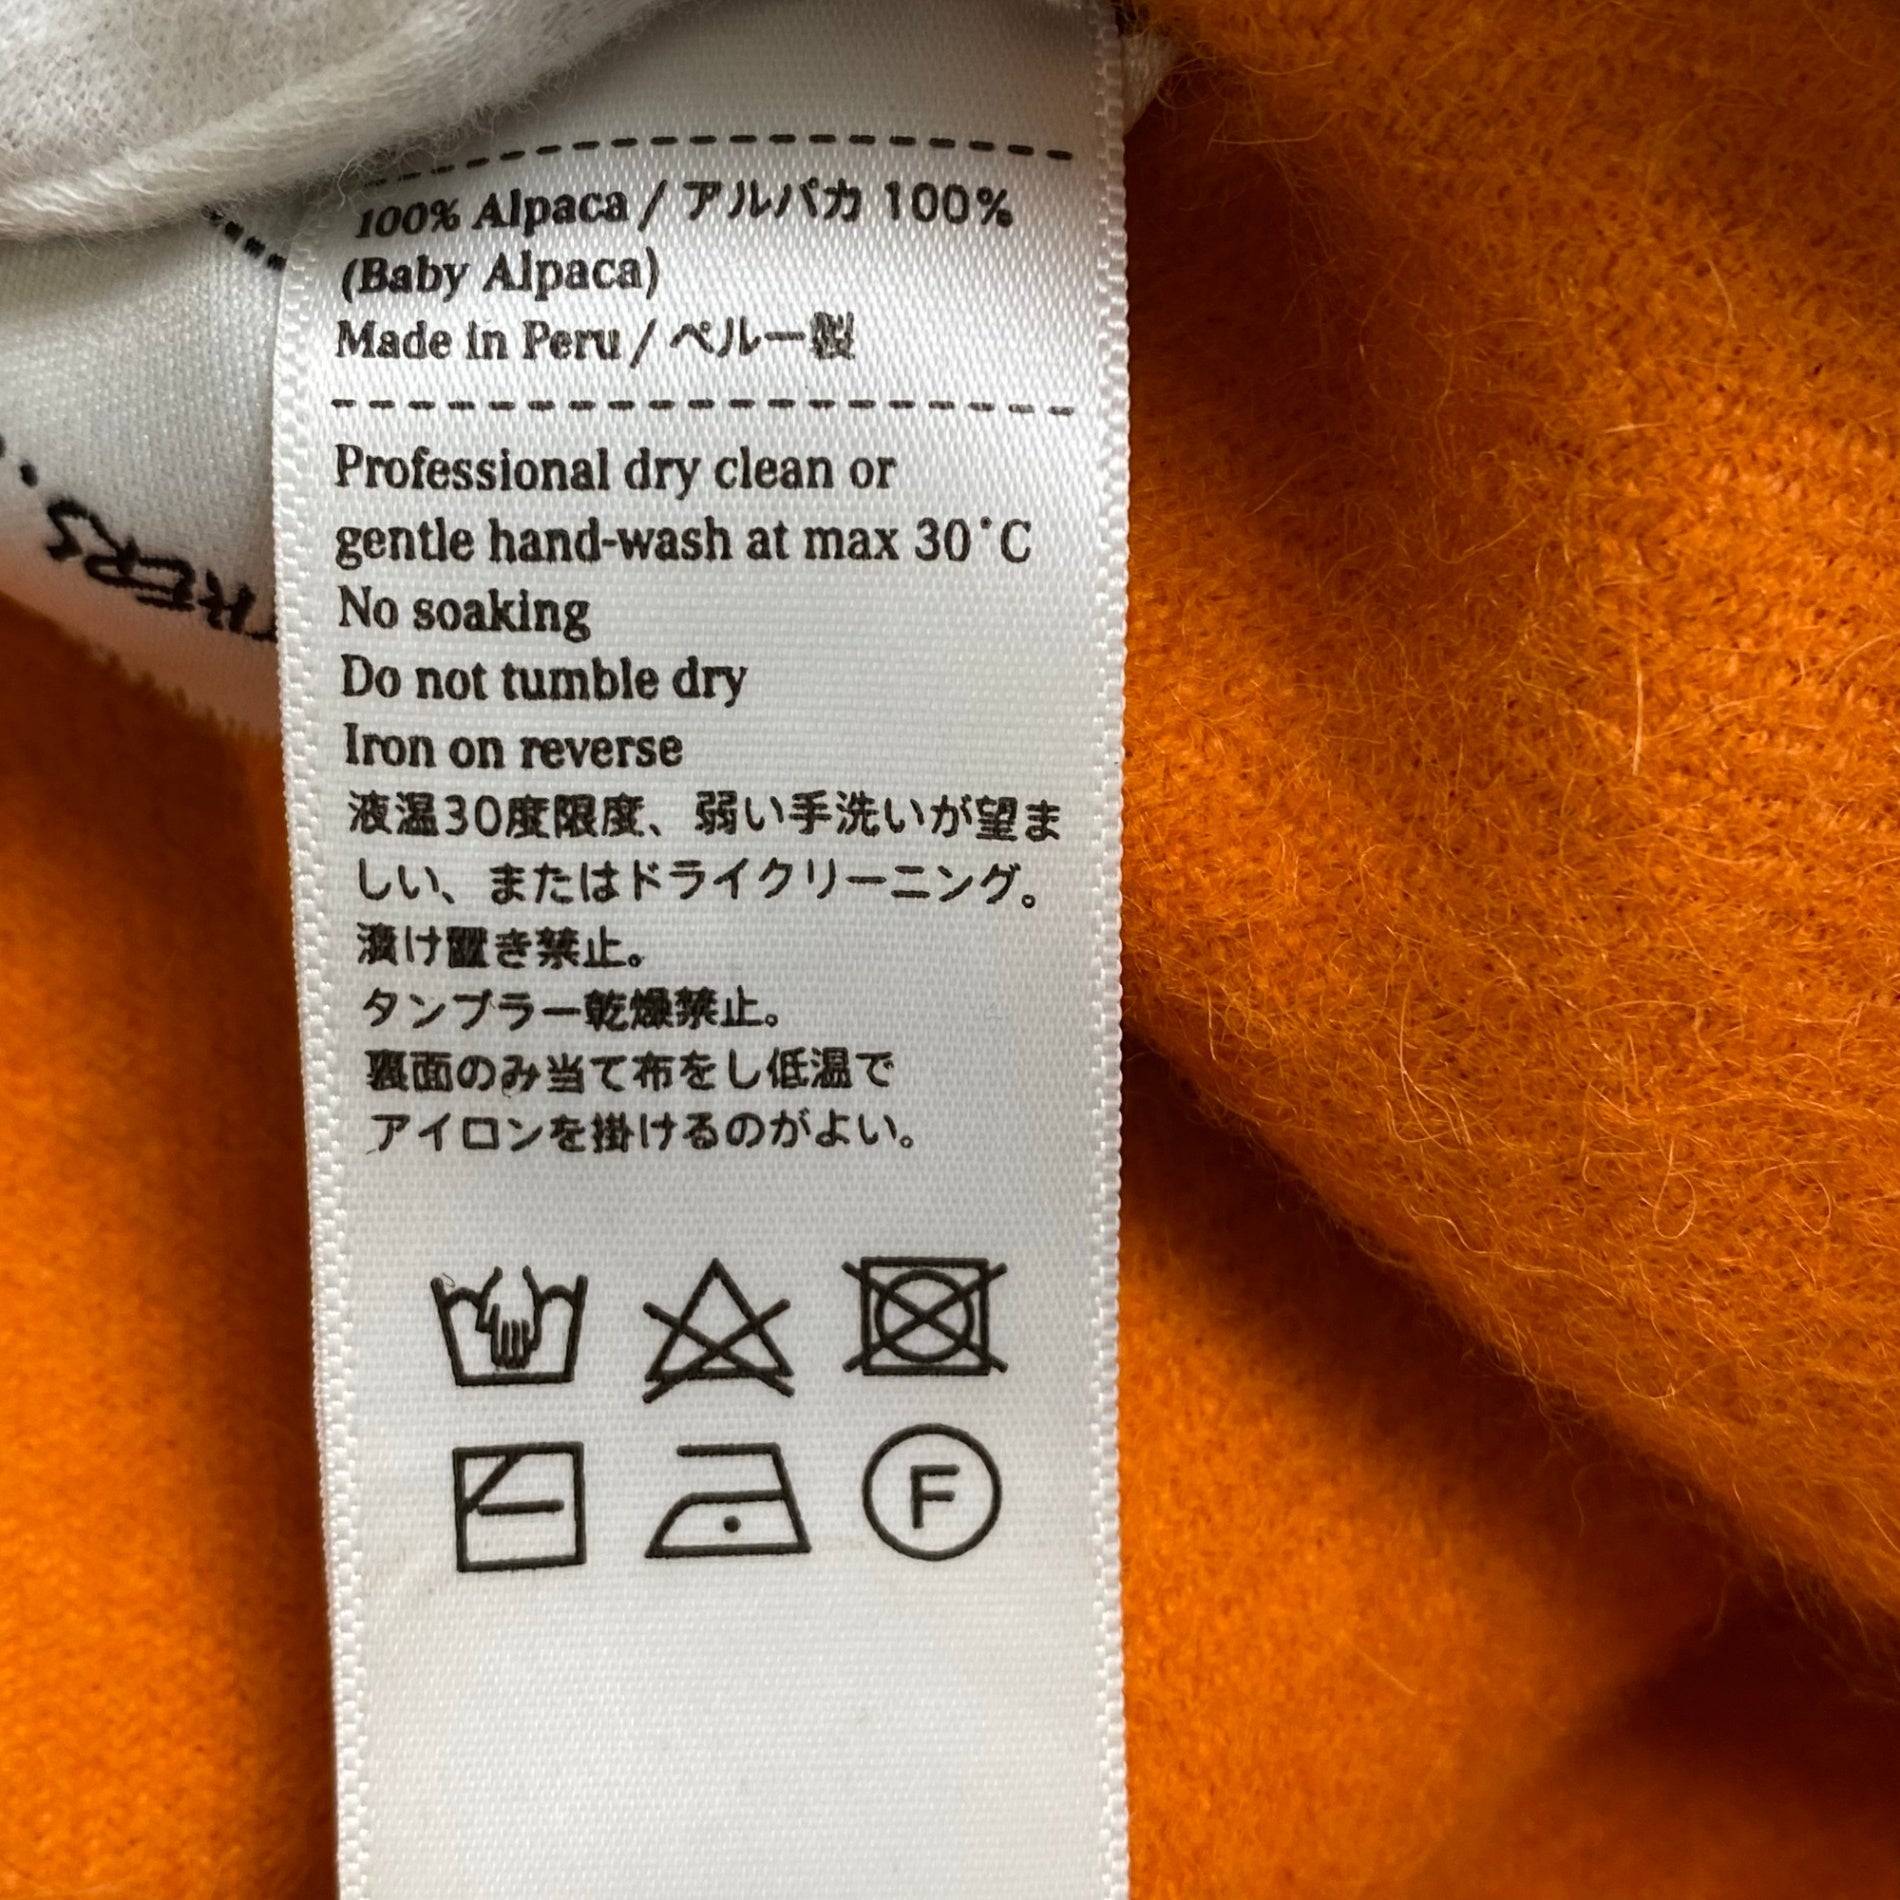 100% Alpaca / アルパカ 100%
(Baby Alpaca)
Made in Peru / ペルー製
Professional dry clean or
gentle hand-wash at max 30°C
No soaking
Do not tumble dry
Iron on reverse
液温30度限度、弱い手洗いが望ま
しい、またはドライクリーニング。
漬け置き禁止。
タンブラー乾燥禁止。
裏面のみ当て布をし低温で
アイロンを掛けるのがよい。
F